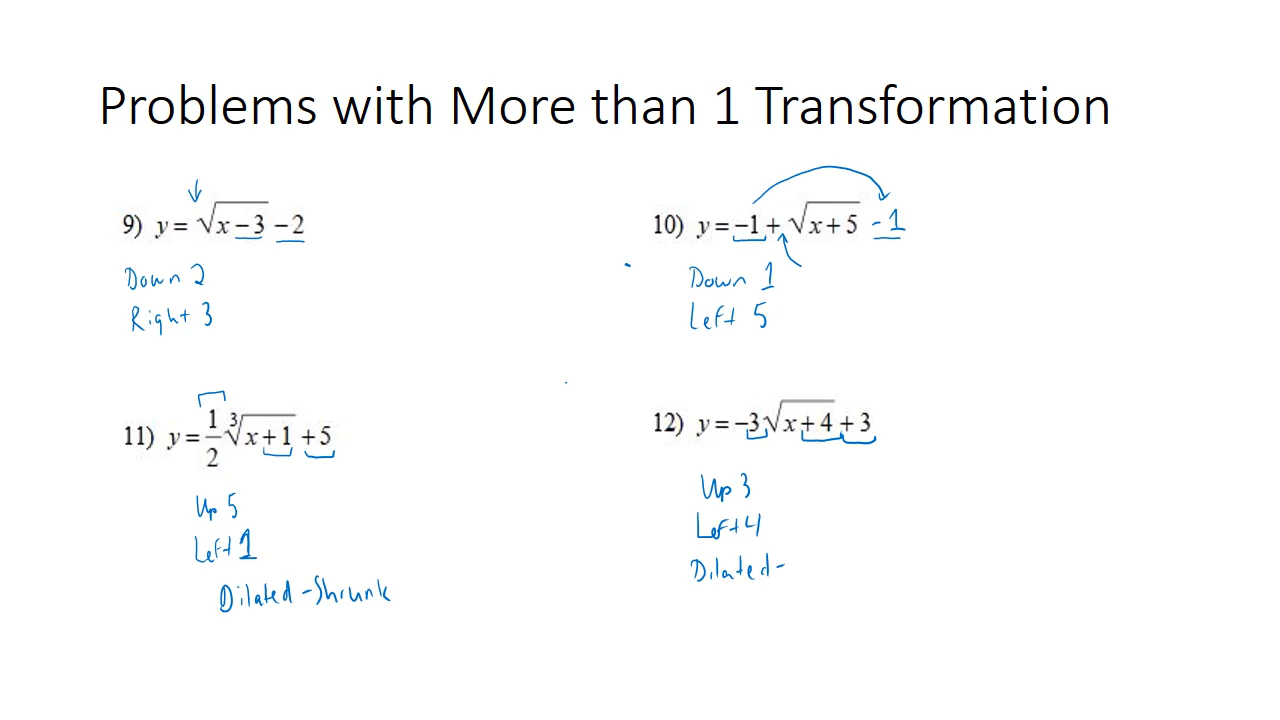 Problems with More than 1 Transformation
9) y = √(x − 3) − 2
Down 2
Right 3
10) y = −1 + √(x + 5) -1
Down 1
Left 5
11) y = 1/2 ∛(x + 1) + 5
Up 5
Left 1
Dilated - Shrunk
12) y = −3√(x + 4) + 3
Up 3
Left 4
Dilated -